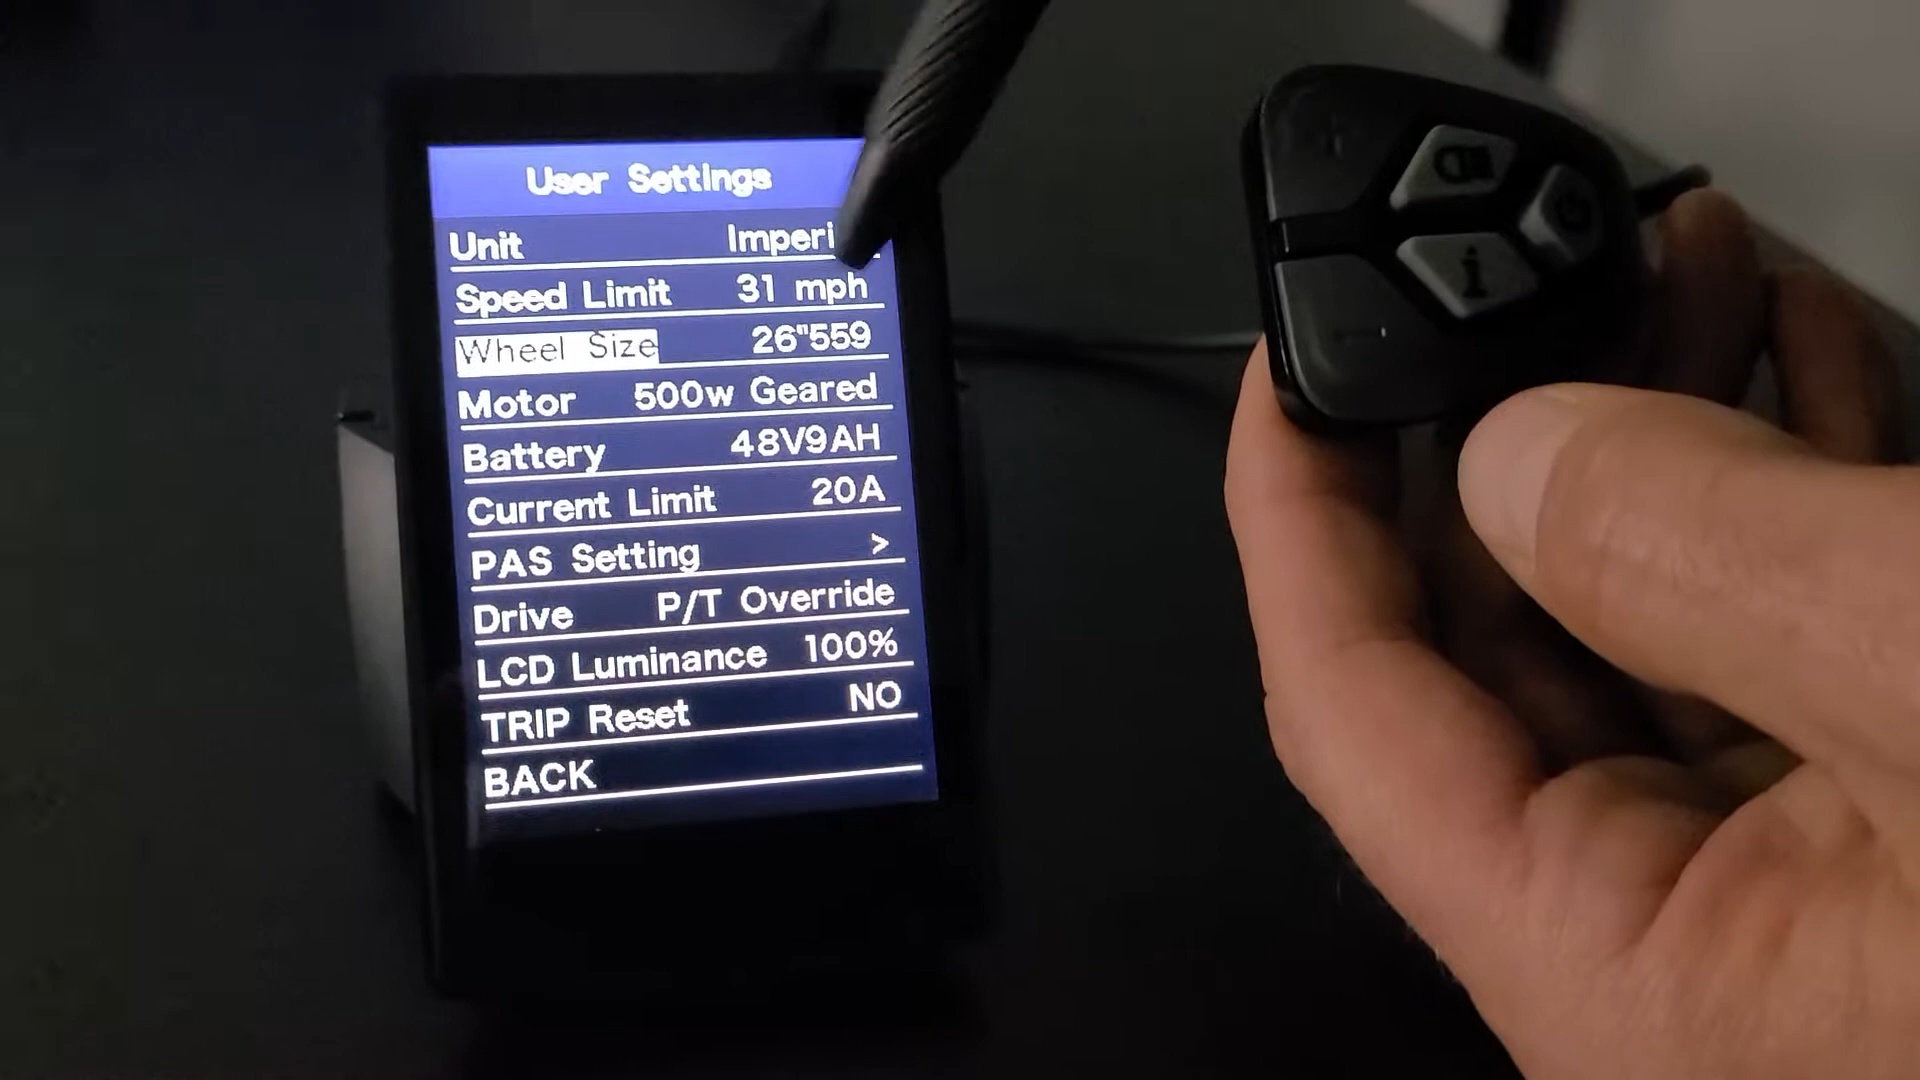 User Settings
Unit Imperi
Speed Limit 31 mph
Wheel Size 26"559
Motor 500w Geared
Battery 48V9AH
Current Limit 20A
PAS Setting >
Drive P/T Override
LCD Luminance 100%
TRIP Reset NO
BACK
i